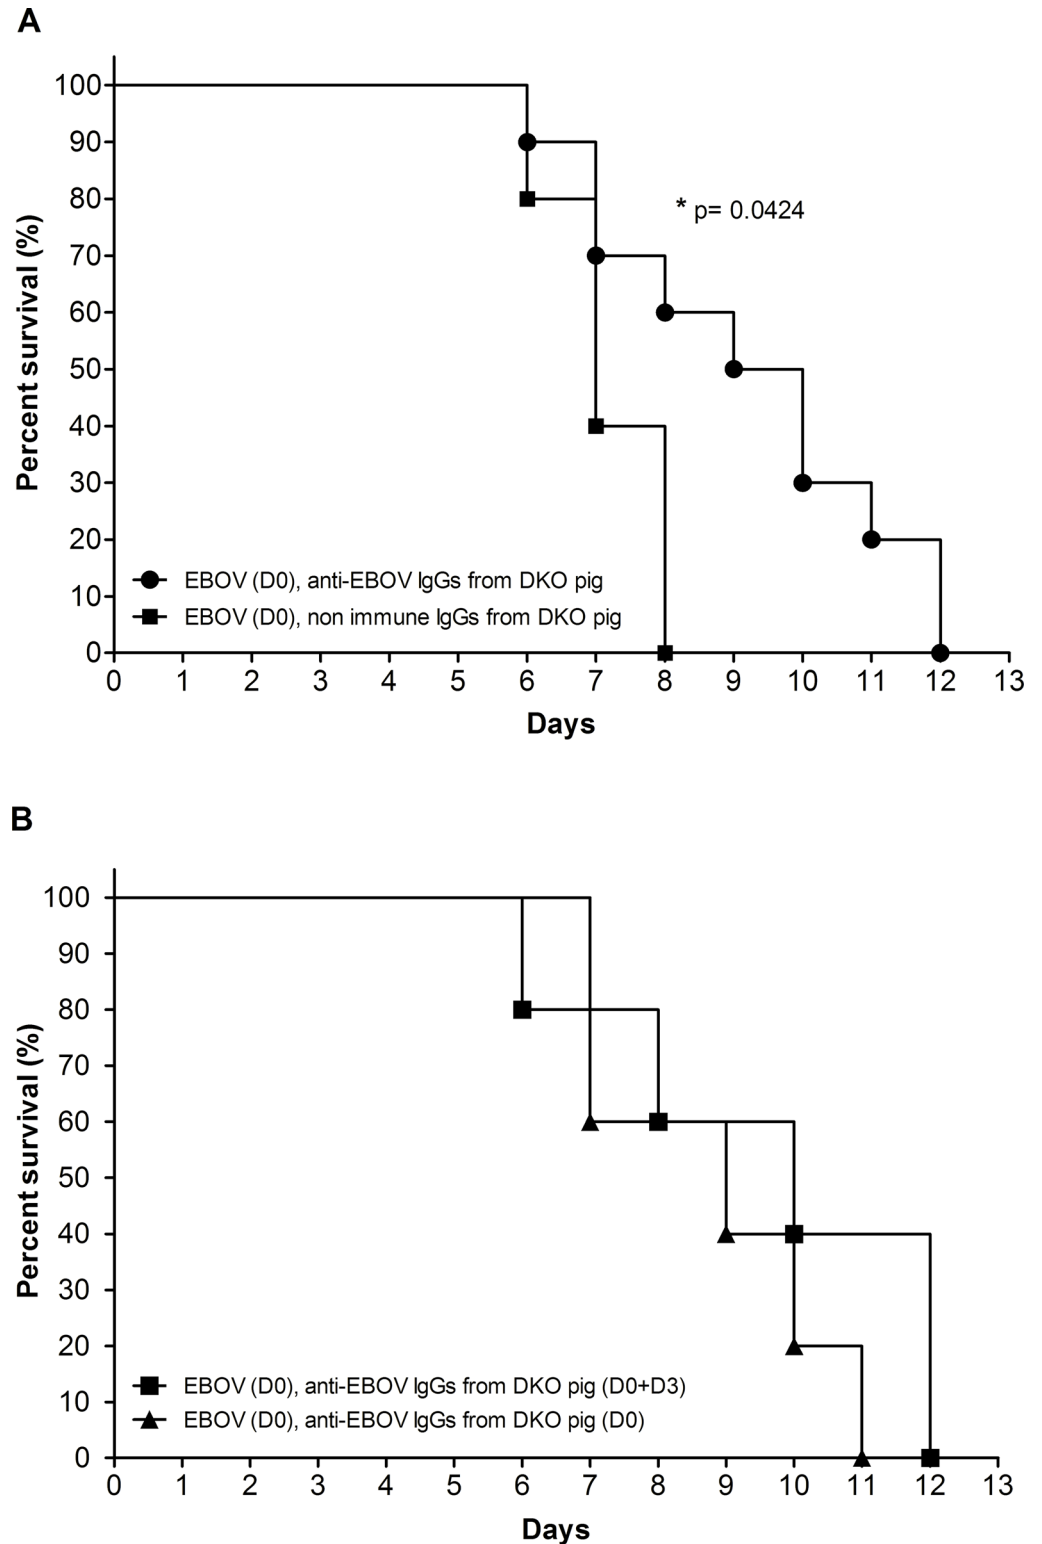 A
Percent survival (%)
100
90
80
70
60
50
40
30
20
10
0
* p= 0.0424
EBOV (D0), anti-EBOV IgGs from DKO pig
EBOV (D0), non immune IgGs from DKO pig
0 1 2 3 4 5 6 7 8 9 10 11 12 13
Days
B
Percent survival (%)
100
90
80
70
60
50
40
30
20
10
0
EBOV (D0), anti-EBOV IgGs from DKO pig (D0+D3)
EBOV (D0), anti-EBOV IgGs from DKO pig (D0)
0 1 2 3 4 5 6 7 8 9 10 11 12 13
Days